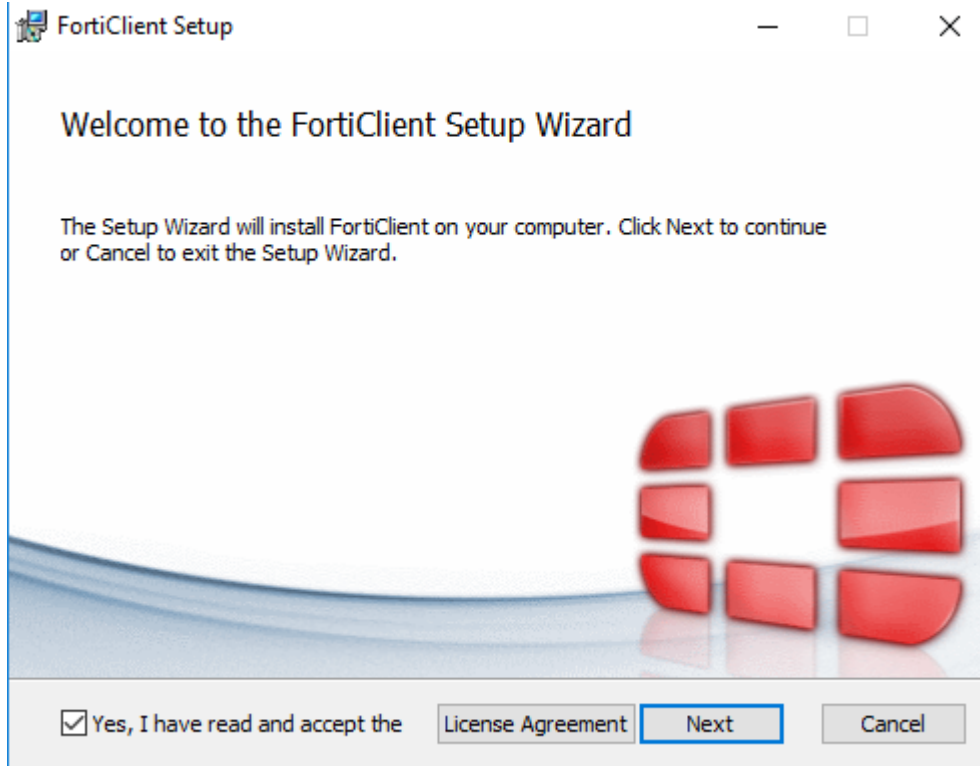 FortiClient Setup
Welcome to the FortiClient Setup Wizard
The Setup Wizard will install FortiClient on your computer. Click Next to continue
or Cancel to exit the Setup Wizard.
Yes, I have read and accept the License Agreement Next Cancel